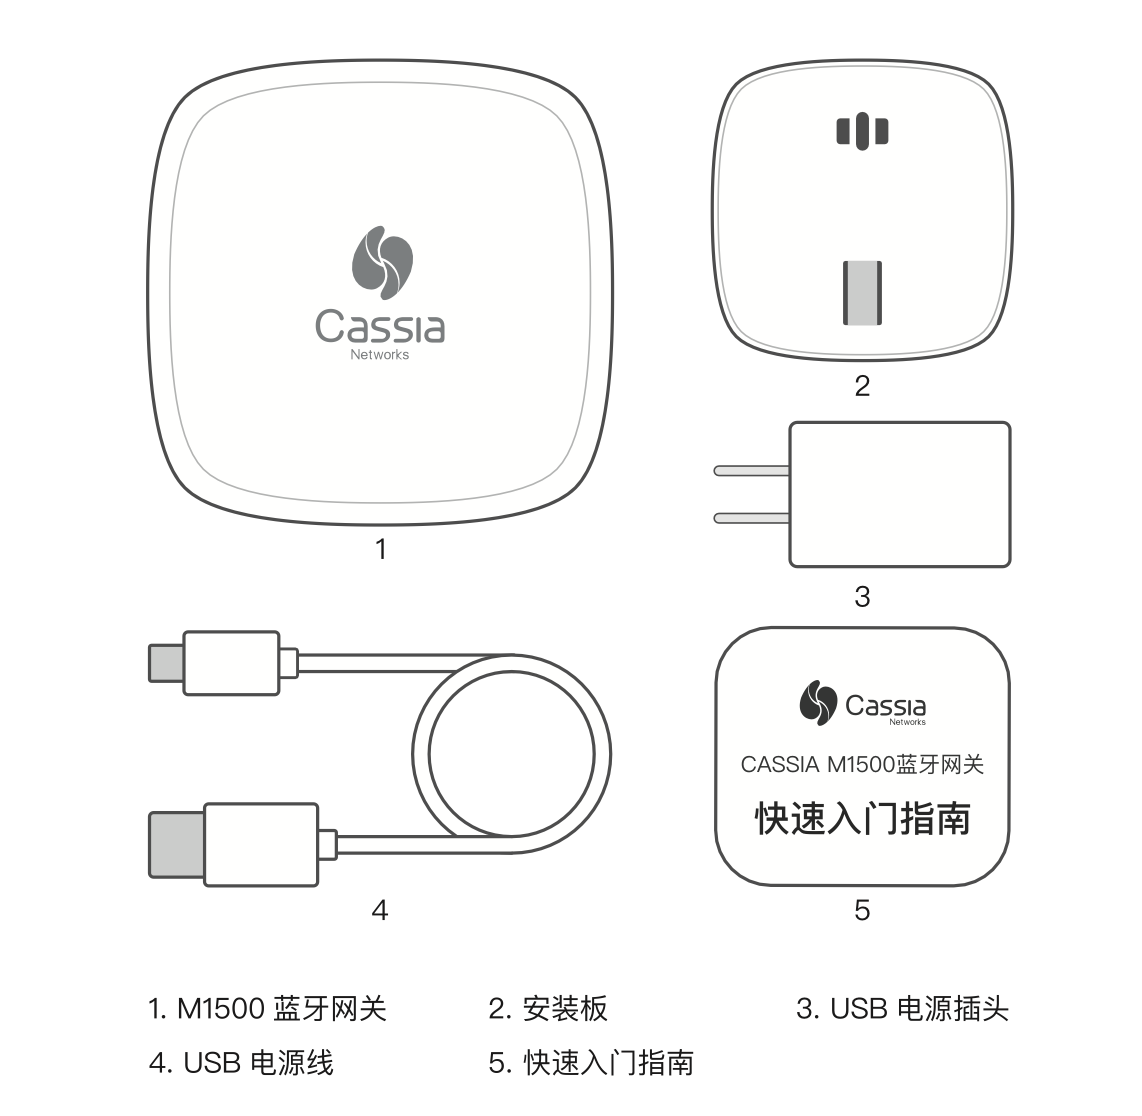 Cassia
Networks
1
2
3
4
Cassia
Networks
CASSIA M1500蓝牙网关
快速入门指南
5
1. M1500 蓝牙网关
2. 安装板
3. USB 电源插头
4. USB 电源线
5. 快速入门指南